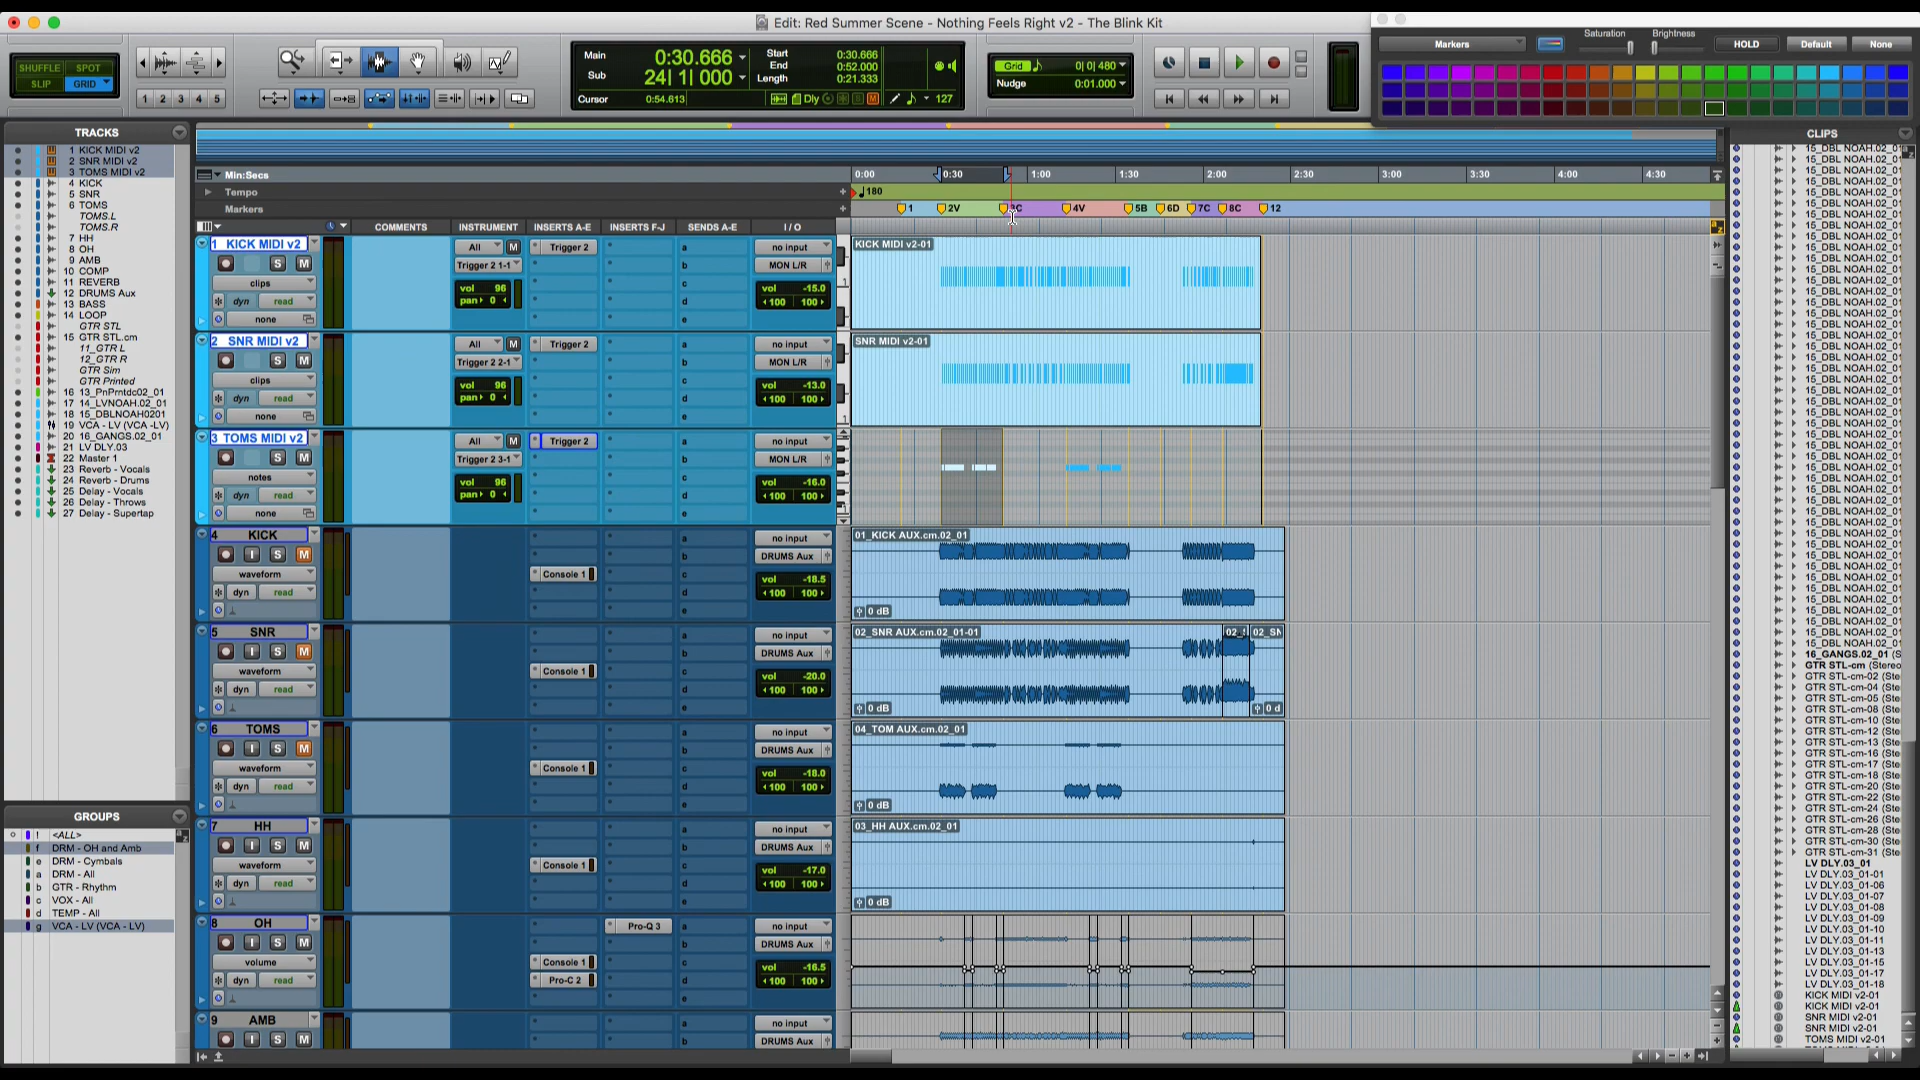 Edit: Red Summer Scene - Nothing Feels Right v2 - The Blink Kit
SHUFFLE SPOT
SLIP GRID
1 2 3 4 5
Main 0:30.666
Sub 24| 1| 000
Start 0:30.666
End 0:52.000
Length 0:21.333
Cursor 0:54.613
Dly
127
Grid 0| 0| 480
Nudge 0:01.000
Markers
Saturation
Brightness
HOLD
Default
None
TRACKS
1 KICK MIDI v2
2 SNR MIDI v2
3 TOMS MIDI v2
4 KICK
5 SNR
6 TOMS
TOMS.L
TOMS.R
7 HH
8 OH
9 AMB
10 COMP
11 REVERB
12 DRUMS Aux
13 BASS
14 LOOP
GTR STL
15 GTR STL.cm
11_GTR L
12_GTR R
GTR Sim
GTR Printed
16 13_PnPrntdc02_01
17 14_LVNOAH.02_01
18 15_DBLNOAH0201
19 VCA - LV (VCA -LV)
20 16_GANGS.02_01
21 LV DLY.03
22 Master 1
23 Reverb - Vocals
24 Reverb - Drums
25 Delay - Vocals
26 Delay - Throws
27 Delay - Supertap
GROUPS
! <ALL>
f DRM - OH and Amb
e DRM - Cymbals
a DRM - All
b GTR - Rhythm
c VOX - All
d TEMP - All
g VCA - LV (VCA - LV)
Min:Secs
0:00 0:30 1:00 1:30 2:00 2:30 3:00 3:30 4:00 4:30
Tempo
180
Markers
1 2V 3C 4V 5B 6D 7C 8C 12
COMMENTS INSTRUMENT INSERTS A-E INSERTS F-J SENDS A-E I / O
1 KICK MIDI v2
S M
clips
dyn read
none
All M
Trigger 2 1-1
vol 96
pan 0
Trigger 2
a
b
c
d
e
no input
MON L/R
-15.0
100 100
KICK MIDI v2-01
2 SNR MIDI v2
S M
clips
dyn read
none
All M
Trigger 2 2-1
vol 96
pan 0
Trigger 2
a
b
c
d
e
no input
MON L/R
vol -13.0
100 100
SNR MIDI v2-01
3 TOMS MIDI v2
S M
notes
dyn read
none
All M
Trigger 2 3-1
vol 96
pan 0
Trigger 2
a
b
c
d
e
no input
MON L/R
vol -16.0
100 100
4 KICK
I S M
waveform
dyn read
Console 1
a
b
c
d
e
no input
DRUMS Aux
vol -18.5
100 100
01_KICK AUX.cm.02_01
0 dB
5 SNR
I S M
waveform
dyn read
Console 1
a
b
c
d
e
no input
DRUMS Aux
vol -20.0
100 100
02_SNR AUX.cm.02_01-01
02_SN
0 dB
0 d
6 TOMS
I S M
waveform
dyn read
Console 1
a
b
c
d
e
no input
DRUMS Aux
vol -18.0
100 100
04_TOM AUX.cm.02_01
0 dB
7 HH
I S M
waveform
dyn read
Console 1
a
b
c
d
e
no input
DRUMS Aux
vol -17.0
100 100
03_HH AUX.cm.02_01
0 dB
8 OH
I S M
volume
dyn read
Console 1
Pro-C 2
Pro-Q 3
a
b
c
d
e
no input
DRUMS Aux
vol -16.5
100 100
9 AMB
I S M
a
b
no input
DRUMS Aux
CLIPS
16_GANGS.02_01 (S
GTR STL-cm (Stereo
GTR STL-cm-02 (Ste
GTR STL-cm-04 (Ste
GTR STL-cm-05 (Ste
GTR STL-cm-08 (Ste
GTR STL-cm-10 (Ste
GTR STL-cm-12 (Ste
GTR STL-cm-13 (Ste
GTR STL-cm-16 (Ste
GTR STL-cm-17 (Ste
GTR STL-cm-18 (Ste
GTR STL-cm-20 (Ste
GTR STL-cm-22 (Ste
GTR STL-cm-24 (Ste
GTR STL-cm-26 (Ste
GTR STL-cm-28 (Ste
GTR STL-cm-30 (Ste
GTR STL-cm-31 (Ste
LV DLY.03_01
LV DLY.03_01-01
LV DLY.03_01-06
LV DLY.03_01-07
LV DLY.03_01-08
LV DLY.03_01-09
LV DLY.03_01-10
LV DLY.03_01-11
LV DLY.03_01-13
LV DLY.03_01-15
LV DLY.03_01-17
LV DLY.03_01-18
KICK MIDI v2-01
KICK MIDI v2-01
SNR MIDI v2-01
SNR MIDI v2-01
TOMS MIDI v2-01